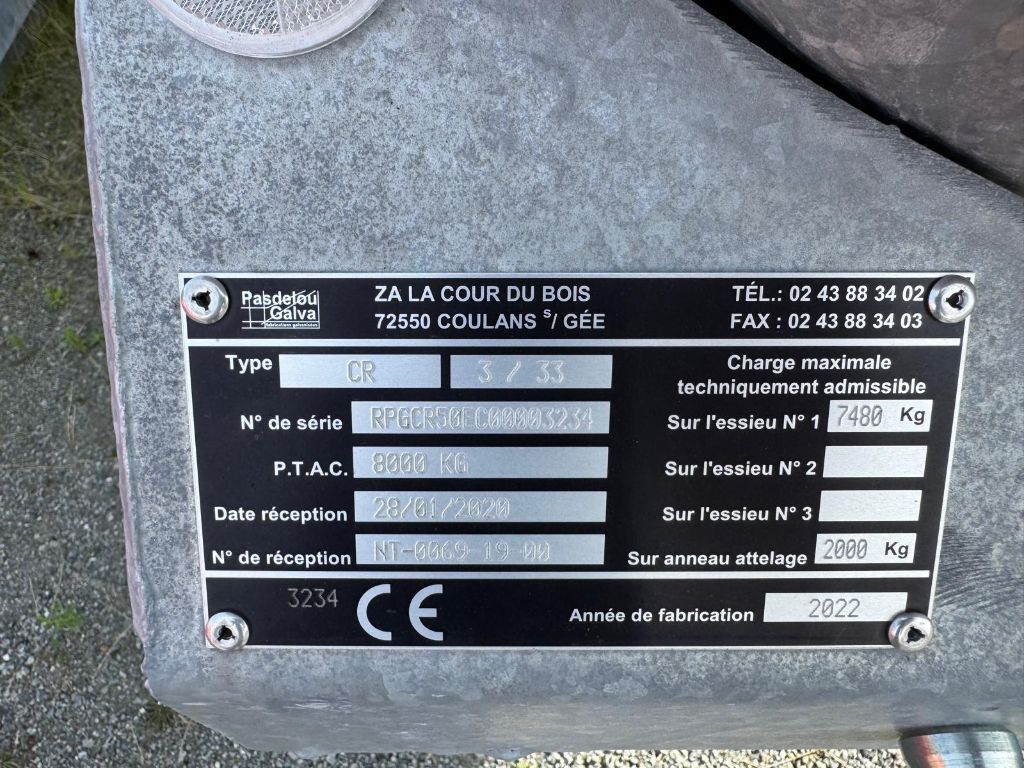 Pasdelou
Galva
fabrications galvanisées
ZA LA COUR DU BOIS
72550 COULANS S/ GÉE
TÉL.: 02 43 88 34 02
FAX : 02 43 88 34 03
Type CR 3 / 33
N° de série RPGCR50EC00003234
P.T.A.C. 8000 KG
Date réception 28/01/2020
N° de réception NT-0069 19 00
Charge maximale
techniquement admissible
Sur l'essieu N° 1 7480 Kg
Sur l'essieu N° 2
Sur l'essieu N° 3
Sur anneau attelage 2000 Kg
3234 CE
Année de fabrication 2022